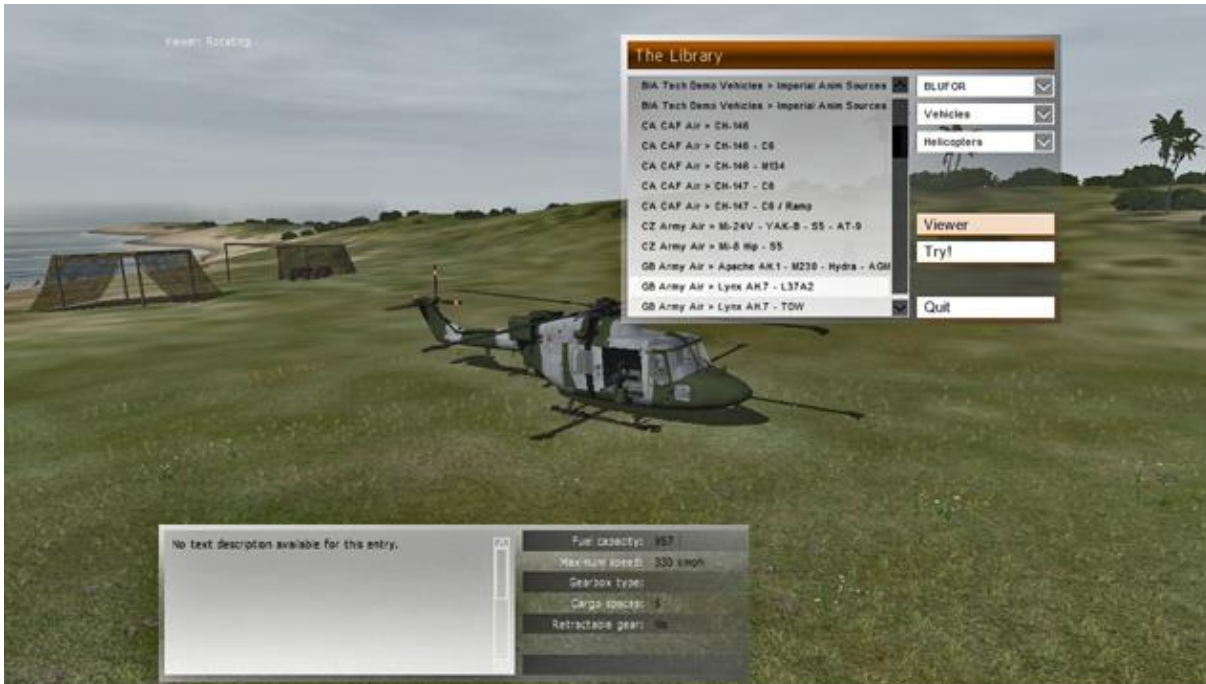 Viewer: Rotating
The Library
BIA Tech Demo Vehicles > Imperial Anim Sources
BIA Tech Demo Vehicles > Imperial Anim Sources
CA CAF Air > CH-146
CA CAF Air > CH-146 - C6
CA CAF Air > CH-146 - M134
CA CAF Air > CH-147 - C6
CA CAF Air > CH-147 - C6 / Ramp
CZ Army Air > Mi-24V - YAK-B - S5 - AT-9
CZ Army Air > Mi-8 Hip - S5
GB Army Air > Apache AH.1 - M230 - Hydra - AGM
GB Army Air > Lynx AH.7 - L37A2
GB Army Air > Lynx AH.7 - TOW
BLUFOR
Vehicles
Helicopters
Viewer
Try!
Quit
No text description available for this entry.
Fuel capacity: 957
Maximum speed: 330 kmph
Gearbox type:
Cargo spaces:
Retractable gear: No